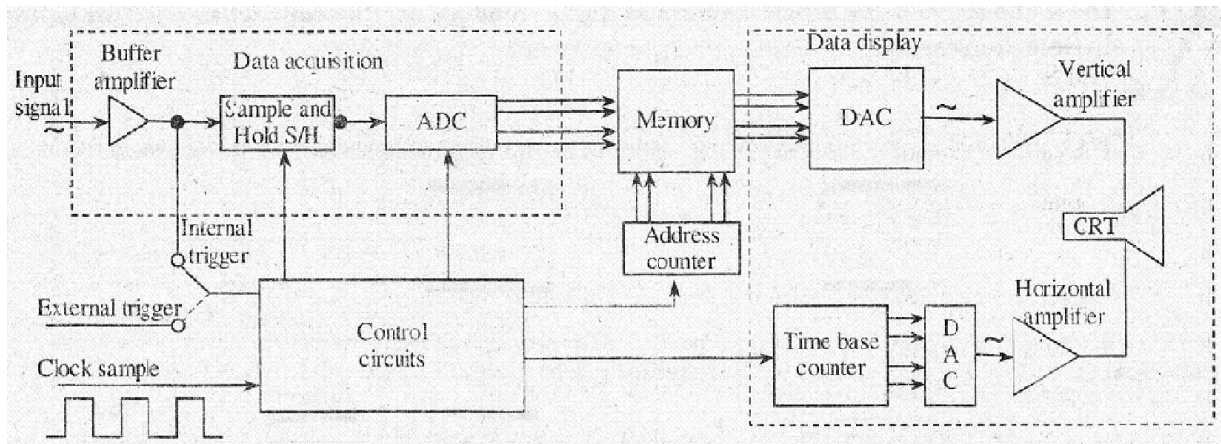 Data display
Buffer
amplifier
Data acquisition
Vertical
amplifier
Input
signal
Sample and
Hold S/H
ADC
Memory
DAC
CRT
Internal
trigger
Address
counter
External trigger
Control
circuits
Horizontal
amplifier
Time base
counter
D
A
C
Clock sample